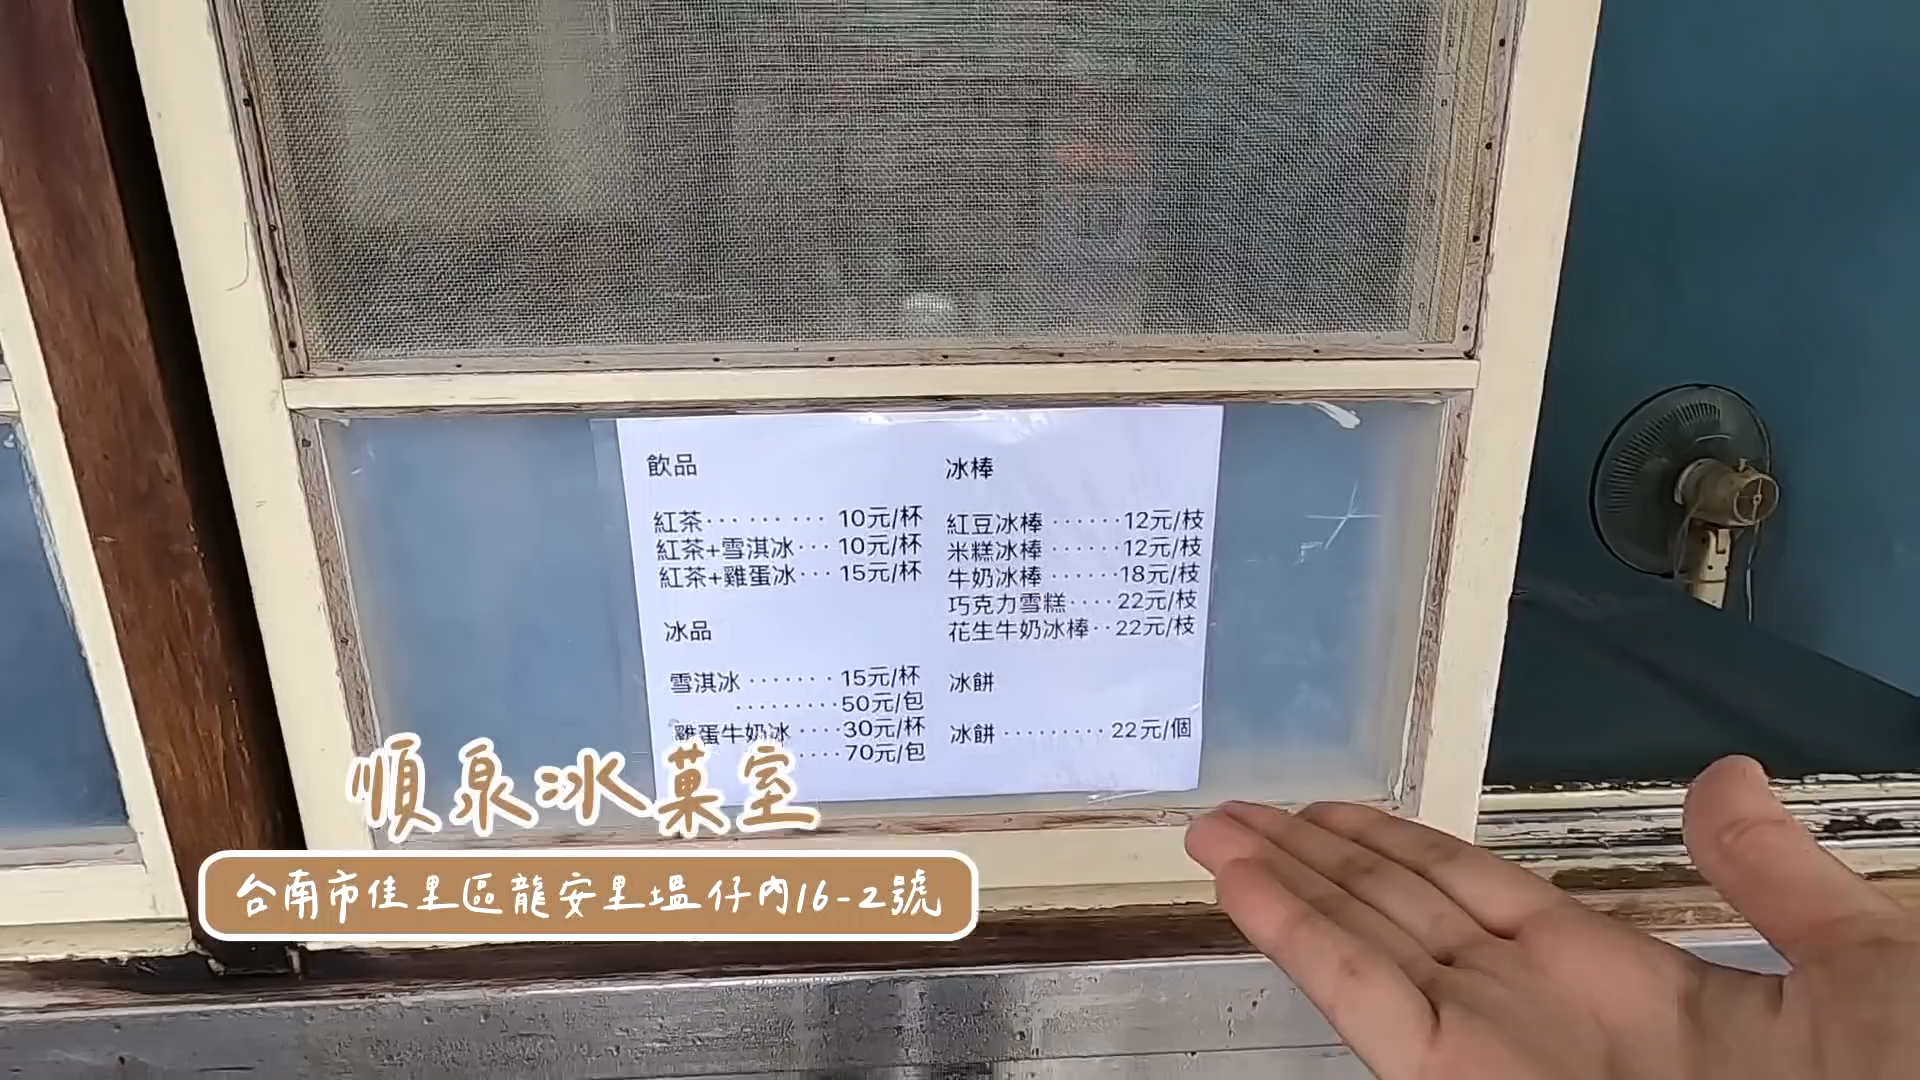 飲品
紅茶⋯⋯⋯ 10元/杯
紅茶+雪淇冰⋯ 10元/杯
紅茶+雞蛋冰⋯ 15元/杯
冰品
雪淇冰⋯⋯⋯15元/杯
⋯⋯⋯50元/包
雞蛋牛奶冰⋯⋯30元/杯
⋯⋯70元/包
冰棒
紅豆冰棒⋯⋯12元/枝
米糕冰棒⋯⋯12元/枝
牛奶冰棒⋯⋯18元/枝
巧克力雪糕⋯⋯22元/枝
花生牛奶冰棒⋯22元/枝
冰餅
冰餅⋯⋯⋯22元/個
順泉冰菓室
台南市佳里區龍安里塭仔內16-2號